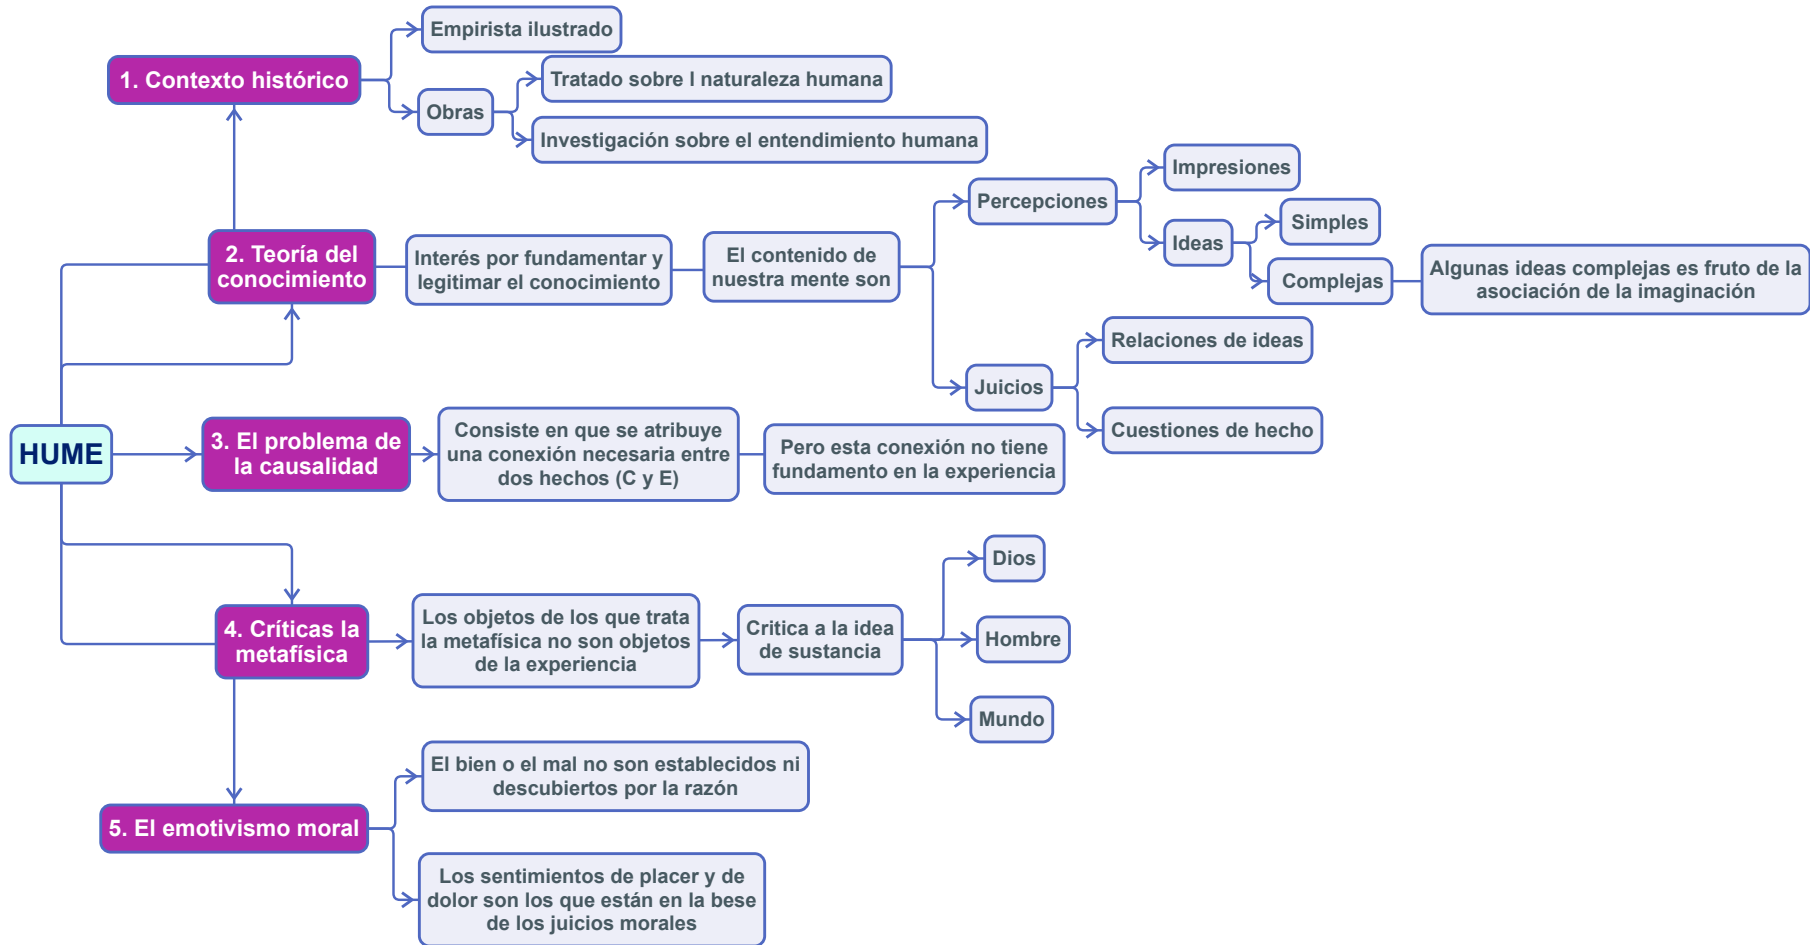 HUME
1. Contexto histórico
Empirista ilustrado
Obras
Tratado sobre l naturaleza humana
Investigación sobre el entendimiento humana
2. Teoría del
conocimiento
Interés por fundamentar y
legitimar el conocimiento
El contenido de
nuestra mente son
Percepciones
Impresiones
Ideas
Simples
Complejas
Algunas ideas complejas es fruto de la
asociación de la imaginación
Juicios
Relaciones de ideas
Cuestiones de hecho
3. El problema de
la causalidad
Consiste en que se atribuye
una conexión necesaria entre
dos hechos (C y E)
Pero esta conexión no tiene
fundamento en la experiencia
4. Críticas la
metafísica
Los objetos de los que trata
la metafísica no son objetos
de la experiencia
Critica a la idea
de sustancia
Dios
Hombre
Mundo
5. El emotivismo moral
El bien o el mal no son establecidos ni
descubiertos por la razón
Los sentimientos de placer y de
dolor son los que están en la bese
de los juicios morales